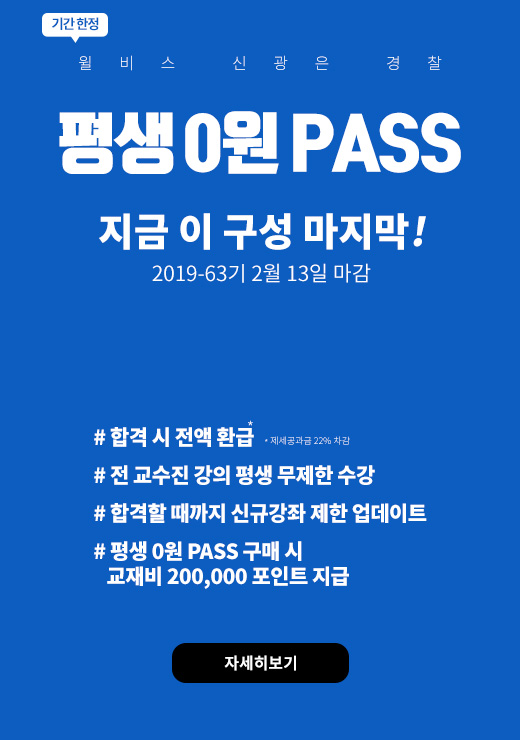 기간 한정
윌비스 신광은 경찰
평생 0원 PASS
지금 이 구성 마지막!
2019-63기 2월 13일 마감
# 합격 시 전액 환급* * 제세공과금 22% 차감
# 전 교수진 강의 평생 무제한 수강
# 합격할 때까지 신규강좌 제한 업데이트
# 평생 0원 PASS 구매 시
교재비 200,000 포인트 지급
자세히보기